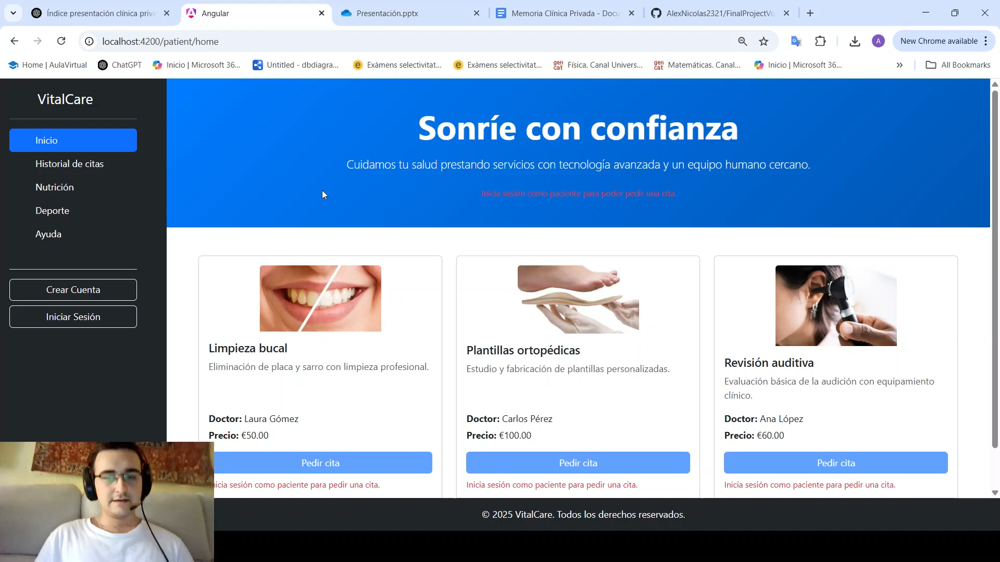 Índice presentación clínica priva
Angular
Presentación.pptx
Memoria Clínica Privada - Docu
AlexNicolas2321/FinalProjectVo
localhost:4200/patient/home
A
New Chrome available
Home | AulaVirtual
ChatGPT
Inicio | Microsoft 36...
Untitled - dbdiagra...
Exàmens selectivitat...
Exàmens selectivitat...
gen
cat
Física. Canal Univers...
gen
cat
Matemáticas. Canal...
Inicio | Microsoft 36...
All Bookmarks
VitalCare
Inicio
Historial de citas
Nutrición
Deporte
Ayuda
Crear Cuenta
Iniciar Sesión
Sonríe con confianza
Cuidamos tu salud prestando servicios con tecnología avanzada y un equipo humano cercano.
Inicia sesión como paciente para poder pedir una cita.
Limpieza bucal
Eliminación de placa y sarro con limpieza profesional.
Doctor: Laura Gómez
Precio: €50.00
Pedir cita
nicia sesión como paciente para pedir una cita.
Plantillas ortopédicas
Estudio y fabricación de plantillas personalizadas.
Doctor: Carlos Pérez
Precio: €100.00
Pedir cita
Inicia sesión como paciente para pedir una cita.
Revisión auditiva
Evaluación básica de la audición con equipamiento
clínico.
Doctor: Ana López
Precio: €60.00
Pedir cita
Inicia sesión como paciente para pedir una cita.
© 2025 VitalCare. Todos los derechos reservados.